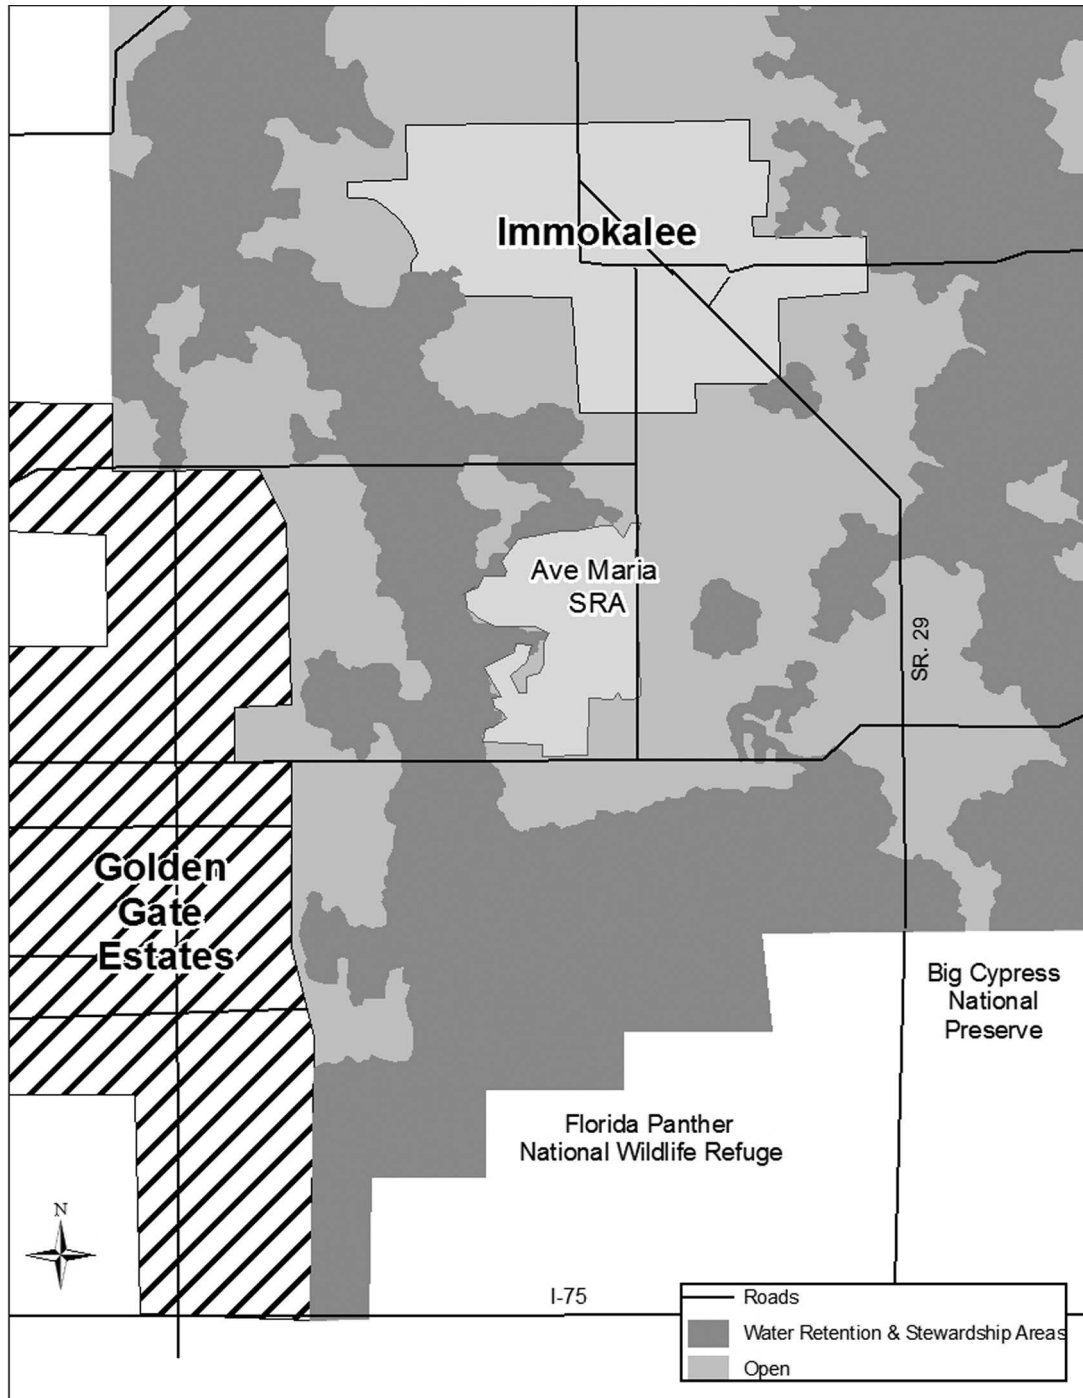 Immokalee
Ave Maria
SRA
SR. 29
Golden
Gate
Estates
Big Cypress
National
Preserve
Florida Panther
National Wildlife Refuge
N
I-75
Roads
Water Retention & Stewardship Areas
Open